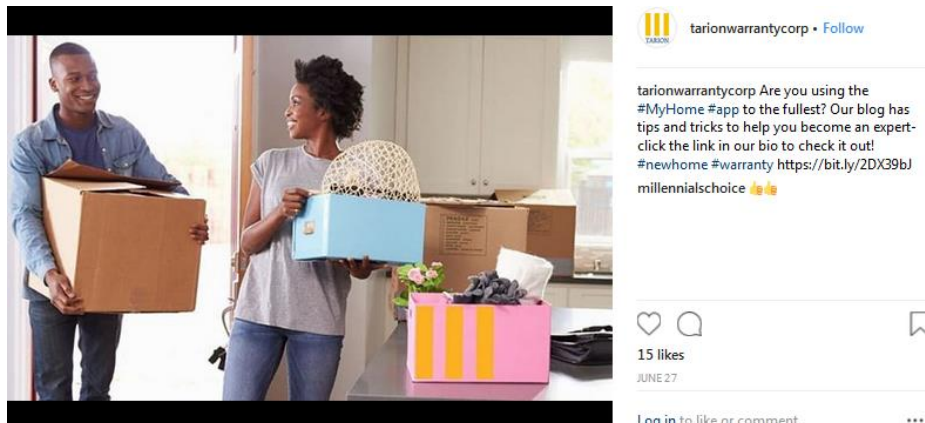 TARION
tarionwarrantycorp • Follow
tarionwarrantycorp Are you using the
#MyHome #app to the fullest? Our blog has
tips and tricks to help you become an expert-
click the link in our bio to check it out!
#newhome #warranty https://bit.ly/2DX39bJ
millennialschoice 👍👍
FRAGILE
15 likes
JUNE 27
Log in to like or comment.